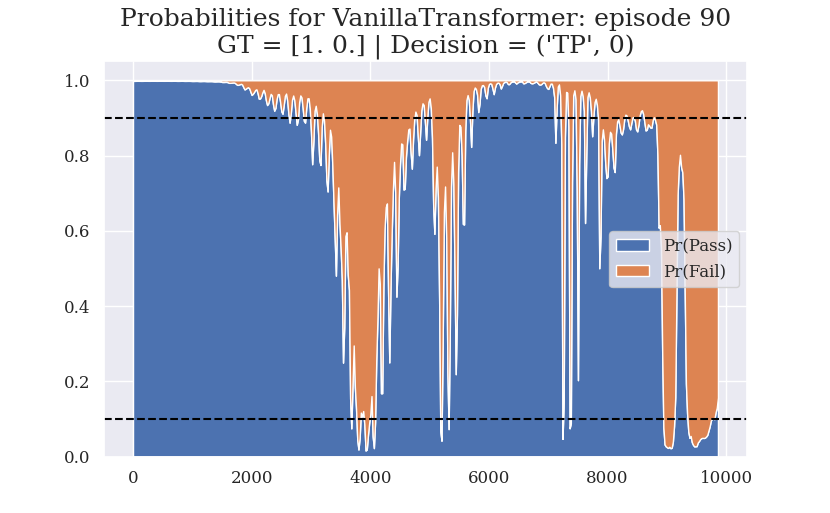 Probabilities for VanillaTransformer: episode 90
GT = [1. 0.] | Decision = ('TP', 0)
1.0
0.8
0.6
0.4
0.2
0.0
Pr(Pass)
Pr(Fail)
0 2000 4000 6000 8000 10000